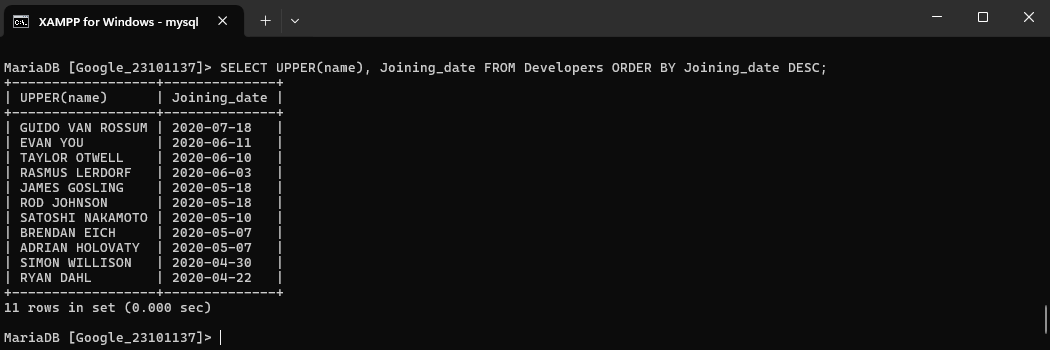 XAMPP for Windows - mysql
MariaDB [Google_23101137]> SELECT UPPER(name), Joining_date FROM Developers ORDER BY Joining_date DESC;
+------------------+--------------+
| UPPER(name)      | Joining_date |
+------------------+--------------+
| GUIDO VAN ROSSUM | 2020-07-18   |
| EVAN YOU         | 2020-06-11   |
| TAYLOR OTWELL    | 2020-06-10   |
| RASMUS LERDORF   | 2020-06-03   |
| JAMES GOSLING    | 2020-05-18   |
| ROD JOHNSON      | 2020-05-18   |
| SATOSHI NAKAMOTO | 2020-05-10   |
| BRENDAN EICH     | 2020-05-07   |
| ADRIAN HOLOVATY  | 2020-05-07   |
| SIMON WILLISON   | 2020-04-30   |
| RYAN DAHL        | 2020-04-22   |
+------------------+--------------+
11 rows in set (0.000 sec)
MariaDB [Google_23101137]>